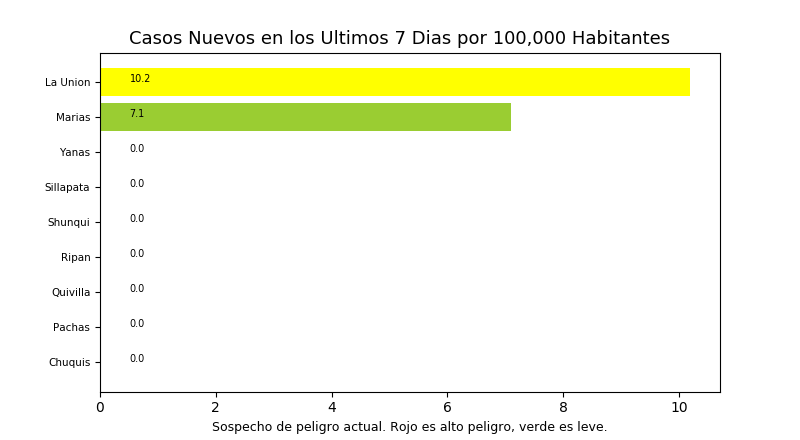 Casos Nuevos en los Ultimos 7 Dias por 100,000 Habitantes
La Union 10.2
Marias 7.1
Yanas 0.0
Sillapata 0.0
Shunqui 0.0
Ripan 0.0
Quivilla 0.0
Pachas 0.0
Chuquis 0.0
0 2 4 6 8 10
Sospecho de peligro actual. Rojo es alto peligro, verde es leve.